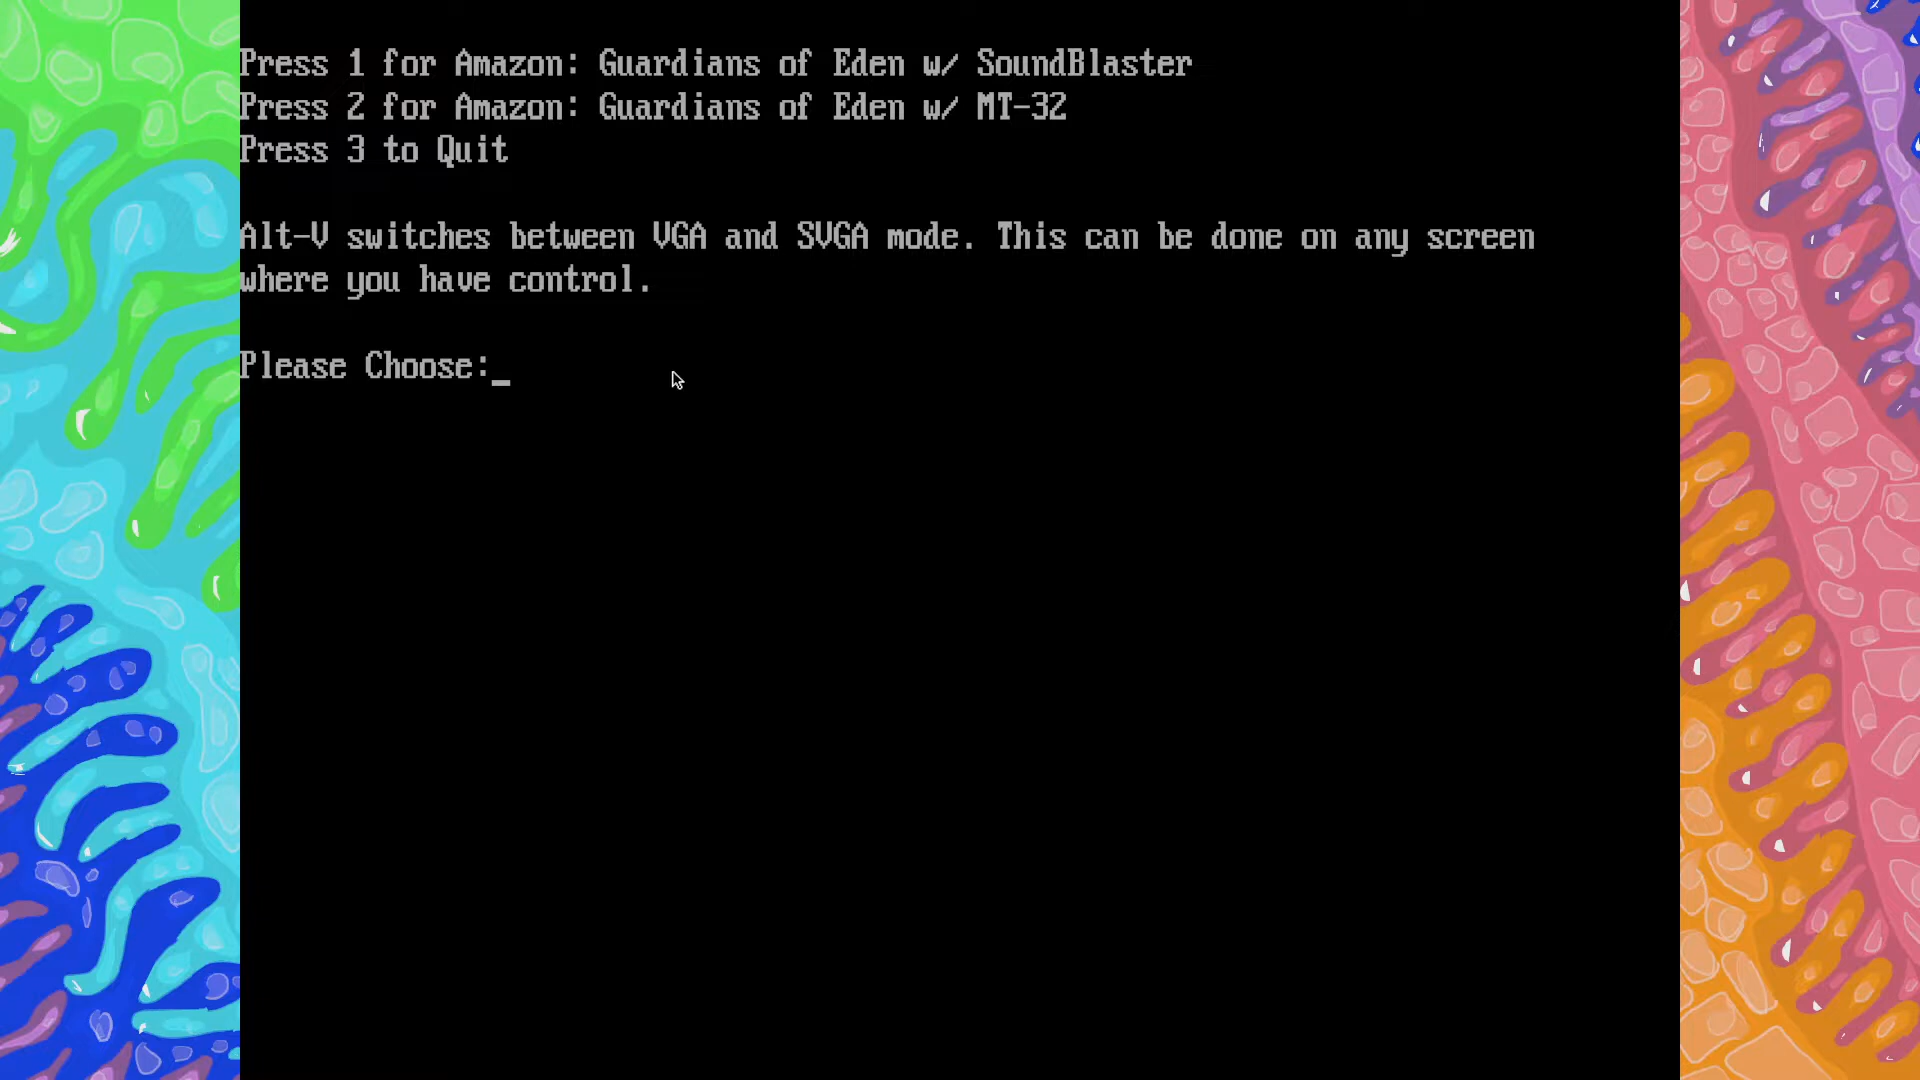 Press 1 for Amazon: Guardians of Eden w/ SoundBlaster
Press 2 for Amazon: Guardians of Eden w/ MT-32
Press 3 to Quit
Alt-V switches between VGA and SVGA mode. This can be done on any screen
where you have control.
Please Choose:_